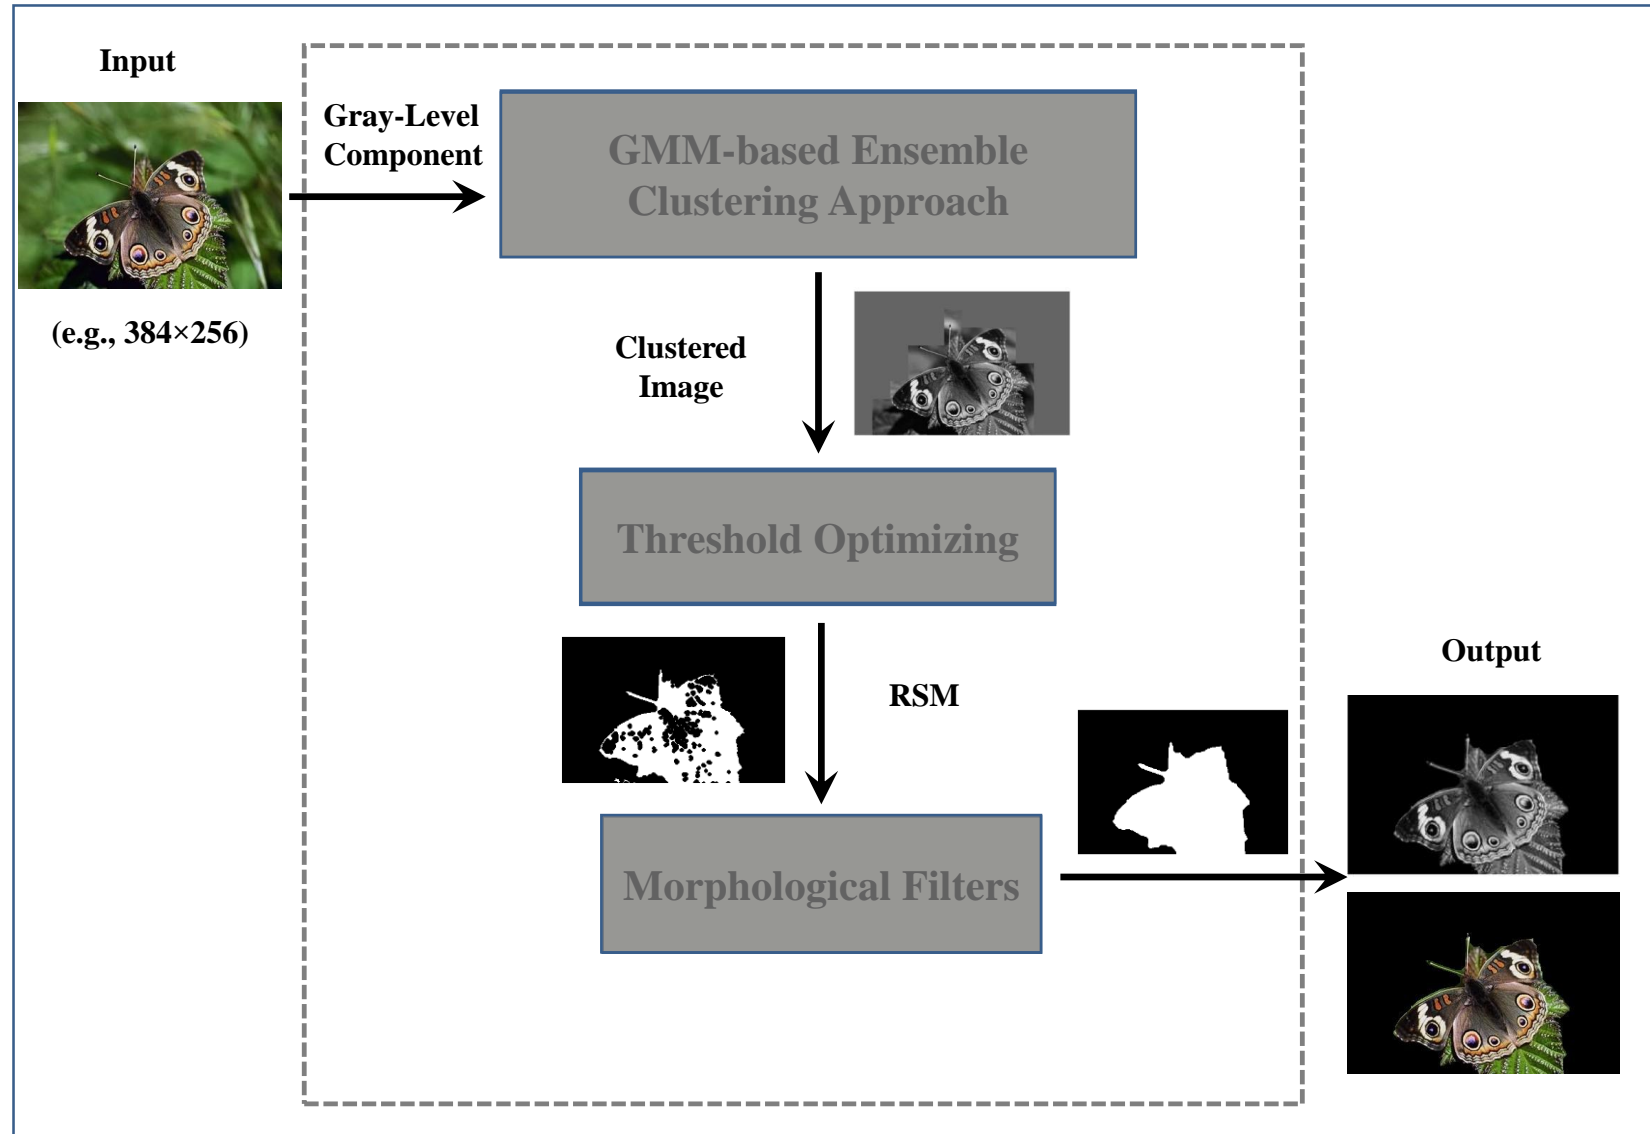 Input
Gray-Level
Component
GMM-based Ensemble
Clustering Approach
(e.g., 384×256)
Clustered
Image
Threshold Optimizing
RSM
Output
Morphological Filters